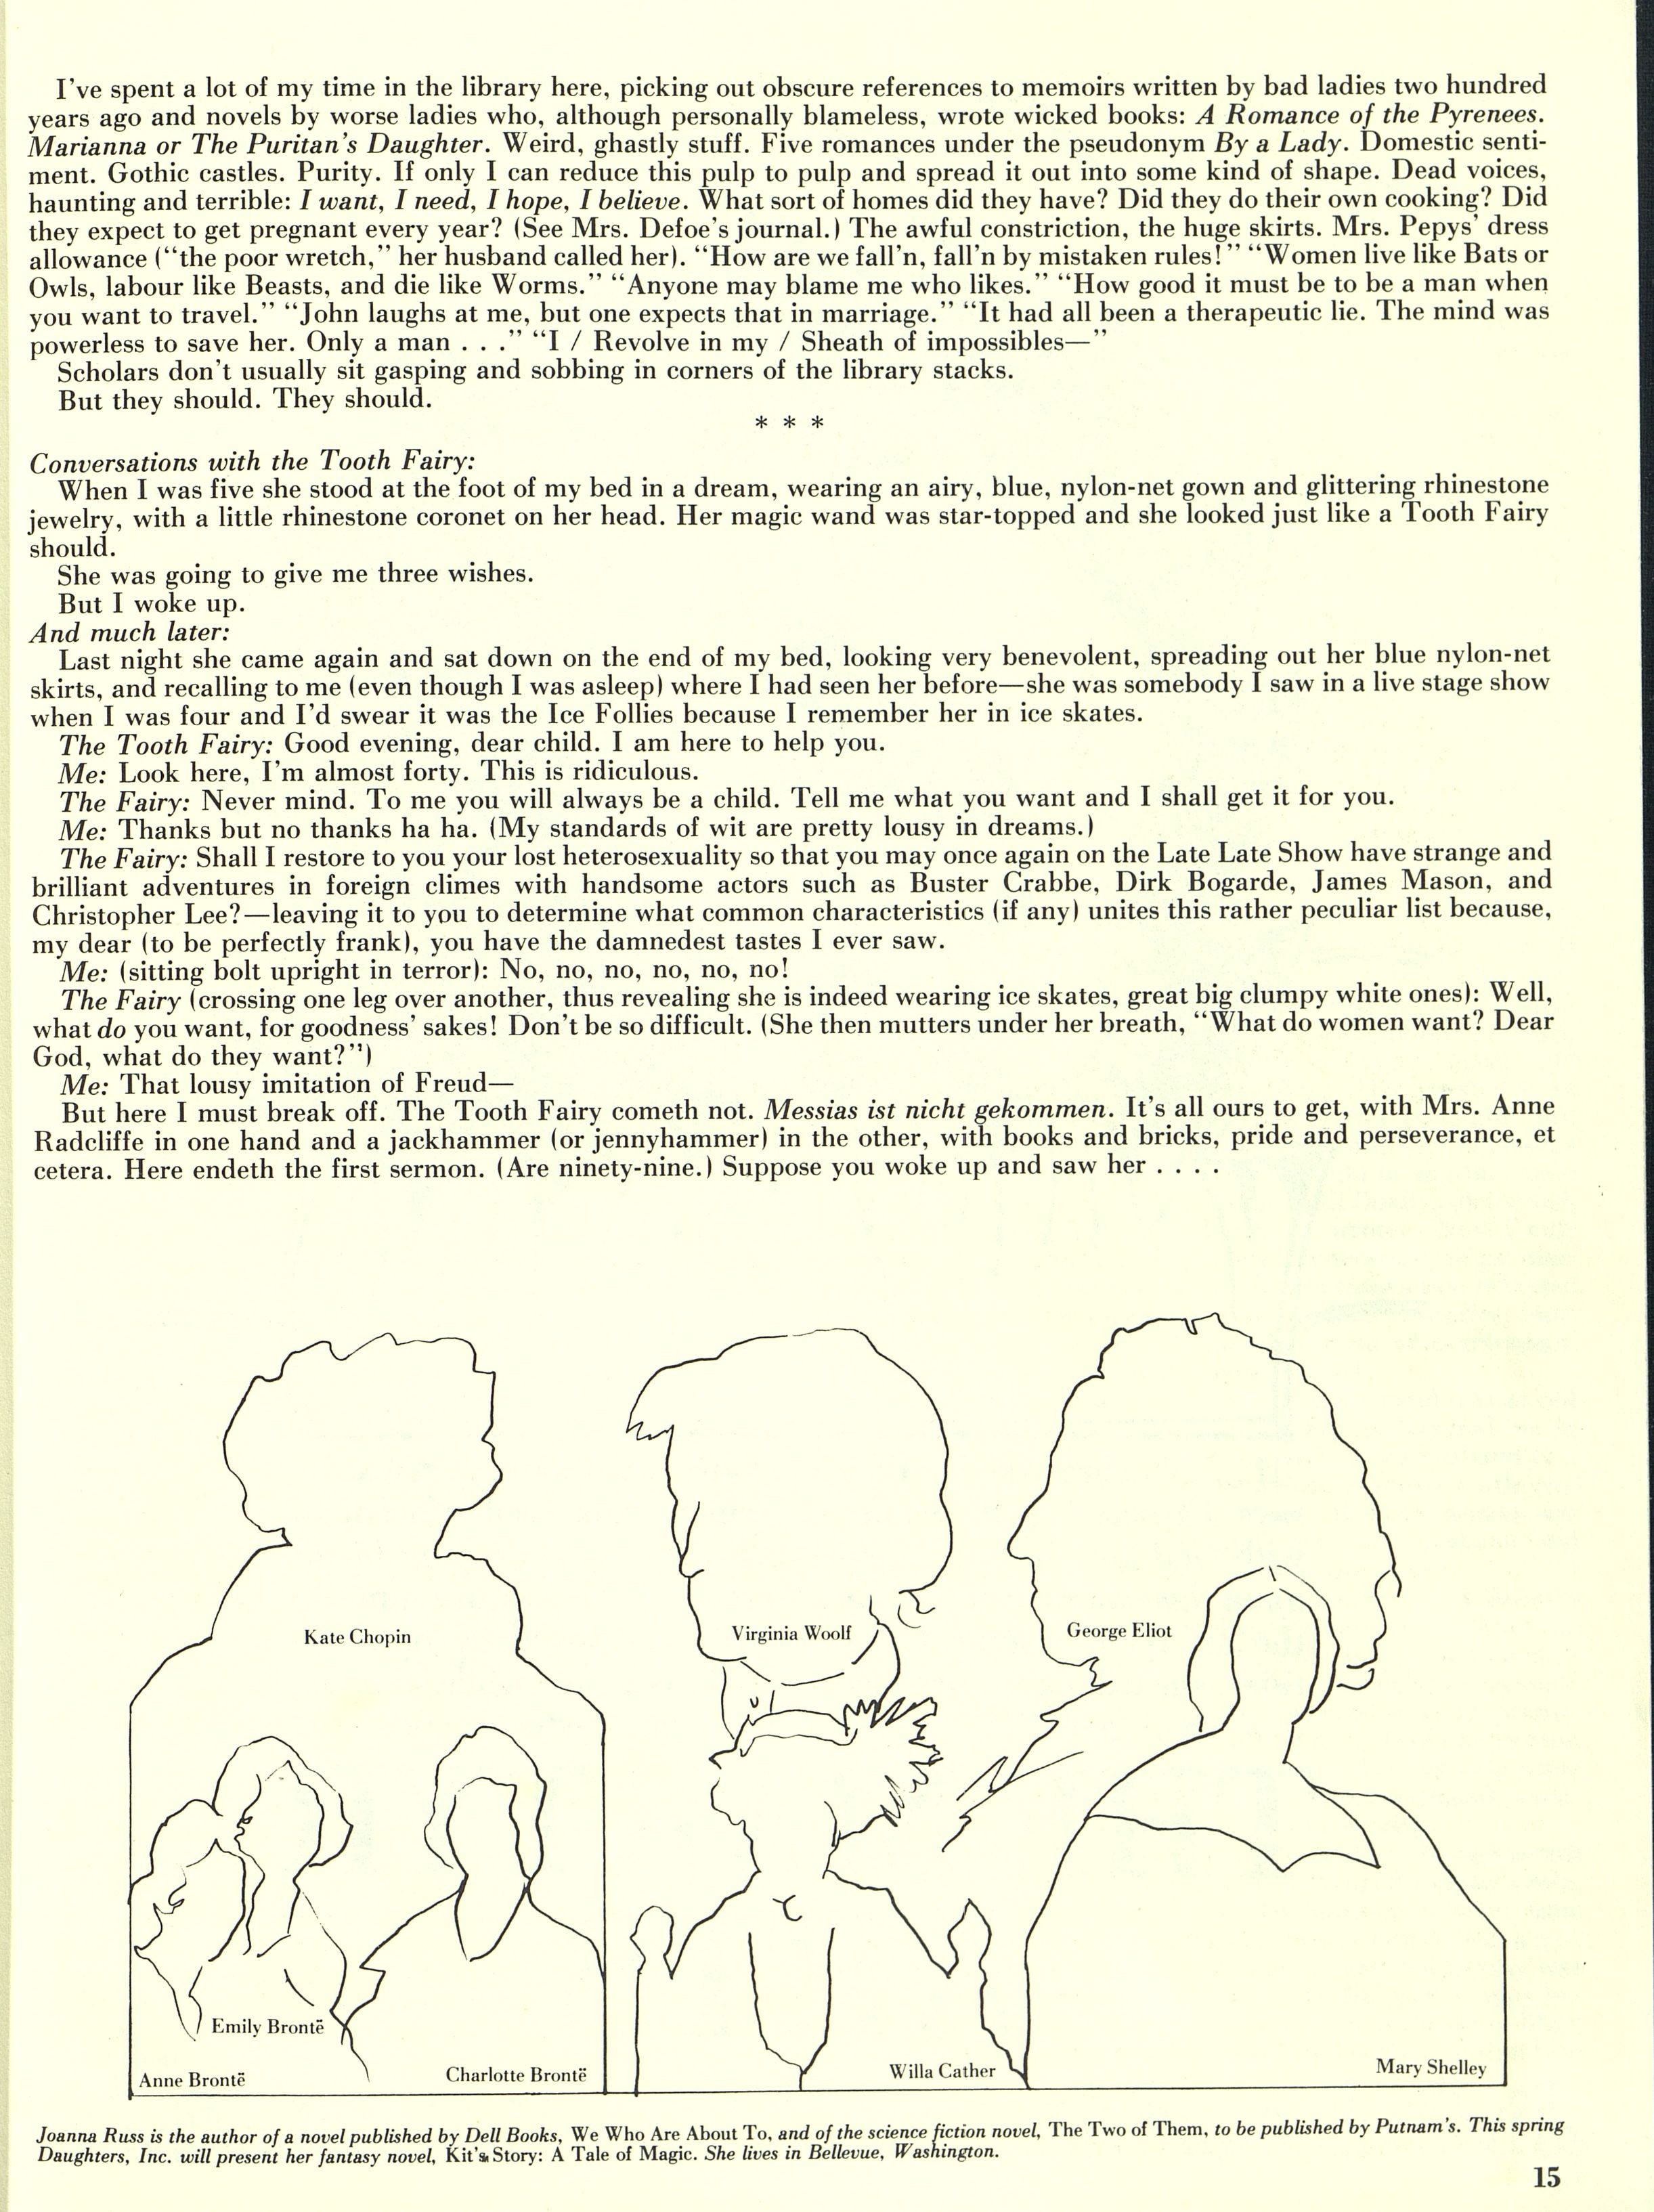 I've spent a lot of my time in the library here, picking out obscure references to memoirs written by bad ladies two hundred
years ago and novels by worse ladies who, although personally blameless, wrote wicked books: A Romance of the Pyrenees.
Marianna or The Puritan's Daughter. Weird, ghastly stuff. Five romances under the pseudonym By a Lady. Domestic senti-
ment. Gothic castles. Purity. If only I can reduce this pulp to pulp and spread it out into some kind of shape. Dead voices,
haunting and terrible: I want, I need, I hope, I believe. What sort of homes did they have? Did they do their own cooking? Did
they expect to get pregnant every year? (See Mrs. Defoe's journal.) The awful constriction, the huge skirts. Mrs. Pepys' dress
allowance (“the poor wretch,” her husband called her). “How are we fall'n, fall'n by mistaken rules!” “Women live like Bats or
Owls, labour like Beasts, and die like Worms.” “Anyone may blame me who likes.” “How good it must be to be a man when
you want to travel.” “John laughs at me, but one expects that in marriage.” “It had all been a therapeutic lie. The mind was
powerless to save her. Only a man . . .” “I / Revolve in my / Sheath of impossibles—”
Scholars don't usually sit gasping and sobbing in corners of the library stacks.
But they should. They should.
* * *
Conversations with the Tooth Fairy:
When I was five she stood at the foot of my bed in a dream, wearing an airy, blue, nylon-net gown and glittering rhinestone
jewelry, with a little rhinestone coronet on her head. Her magic wand was star-topped and she looked just like a Tooth Fairy
should.
She was going to give me three wishes.
But I woke up.
And much later:
Last night she came again and sat down on the end of my bed, looking very benevolent, spreading out her blue nylon-net
skirts, and recalling to me (even though I was asleep) where I had seen her before—she was somebody I saw in a live stage show
when I was four and I'd swear it was the Ice Follies because I remember her in ice skates.
The Tooth Fairy: Good evening, dear child. I am here to help you.
Me: Look here, I'm almost forty. This is ridiculous.
The Fairy: Never mind. To me you will always be a child. Tell me what you want and I shall get it for you.
Me: Thanks but no thanks ha ha. (My standards of wit are pretty lousy in dreams.)
The Fairy: Shall I restore to you your lost heterosexuality so that you may once again on the Late Late Show have strange and
brilliant adventures in foreign climes with handsome actors such as Buster Crabbe, Dirk Bogarde, James Mason, and
Christopher Lee?—leaving it to you to determine what common characteristics (if any) unites this rather peculiar list because,
my dear (to be perfectly frank), you have the damnedest tastes I ever saw.
Me: (sitting bolt upright in terror): No, no, no, no, no, no!
The Fairy (crossing one leg over another, thus revealing she is indeed wearing ice skates, great big clumpy white ones): Well,
what do you want, for goodness' sakes! Don't be so difficult. (She then mutters under her breath, “What do women want? Dear
God, what do they want?”)
Me: That lousy imitation of Freud—
But here I must break off. The Tooth Fairy cometh not. Messias ist nicht gekommen. It's all ours to get, with Mrs. Anne
Radcliffe in one hand and a jackhammer (or jennyhammer) in the other, with books and bricks, pride and perseverance, et
cetera. Here endeth the first sermon. (Are ninety-nine.) Suppose you woke up and saw her . . . .
Kate Chopin
Virginia Woolf
George Eliot
Emily Brontë
Anne Brontë
Charlotte Brontë
Willa Cather
Mary Shelley
Joanna Russ is the author of a novel published by Dell Books, We Who Are About To, and of the science fiction novel, The Two of Them, to be published by Putnam's. This spring
Daughters, Inc. will present her fantasy novel, Kit's Story: A Tale of Magic. She lives in Bellevue, Washington.
15